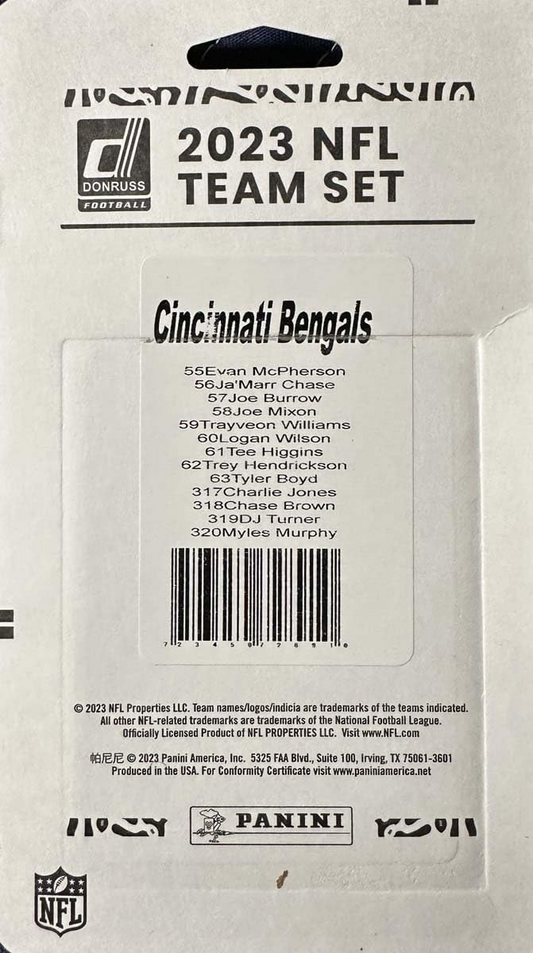 DONRUSS
FOOTBALL
2023 NFL
TEAM SET
Cincinnati Bengals
55Evan McPherson
56Ja'Marr Chase
57Joe Burrow
58Joe Mixon
59Trayveon Williams
60Logan Wilson
61Tee Higgins
62Trey Hendrickson
63Tyler Boyd
317Charlie Jones
318Chase Brown
319DJ Turner
320Myles Murphy
© 2023 NFL Properties LLC. Team names/logos/indicia are trademarks of the teams indicated.
All other NFL-related trademarks are trademarks of the National Football League.
Officially Licensed Product of NFL PROPERTIES LLC. Visit www.NFL.com
帕尼尼 © 2023 Panini America, Inc. 5325 FAA Blvd., Suite 100, Irving, TX 75061-3601
Produced in the USA. For Conformity Certificate visit www.paniniamerica.net
PANINI
NFL